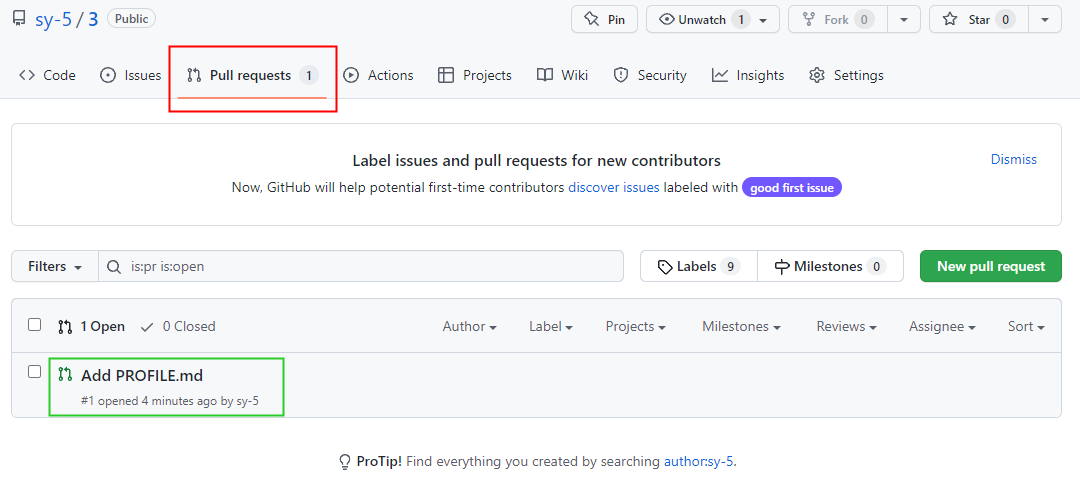 sy-5 / 3 Public Pin Unwatch 1 Fork 0 Star 0
Code Issues Pull requests 1 Actions Projects Wiki Security Insights Settings
Label issues and pull requests for new contributors Dismiss
Now, GitHub will help potential first-time contributors discover issues labeled with good first issue
Filters is:pr is:open Labels 9 Milestones 0 New pull request
1 Open 0 Closed Author Label Projects Milestones Reviews Assignee Sort
Add PROFILE.md
#1 opened 4 minutes ago by sy-5
ProTip! Find everything you created by searching author:sy-5.